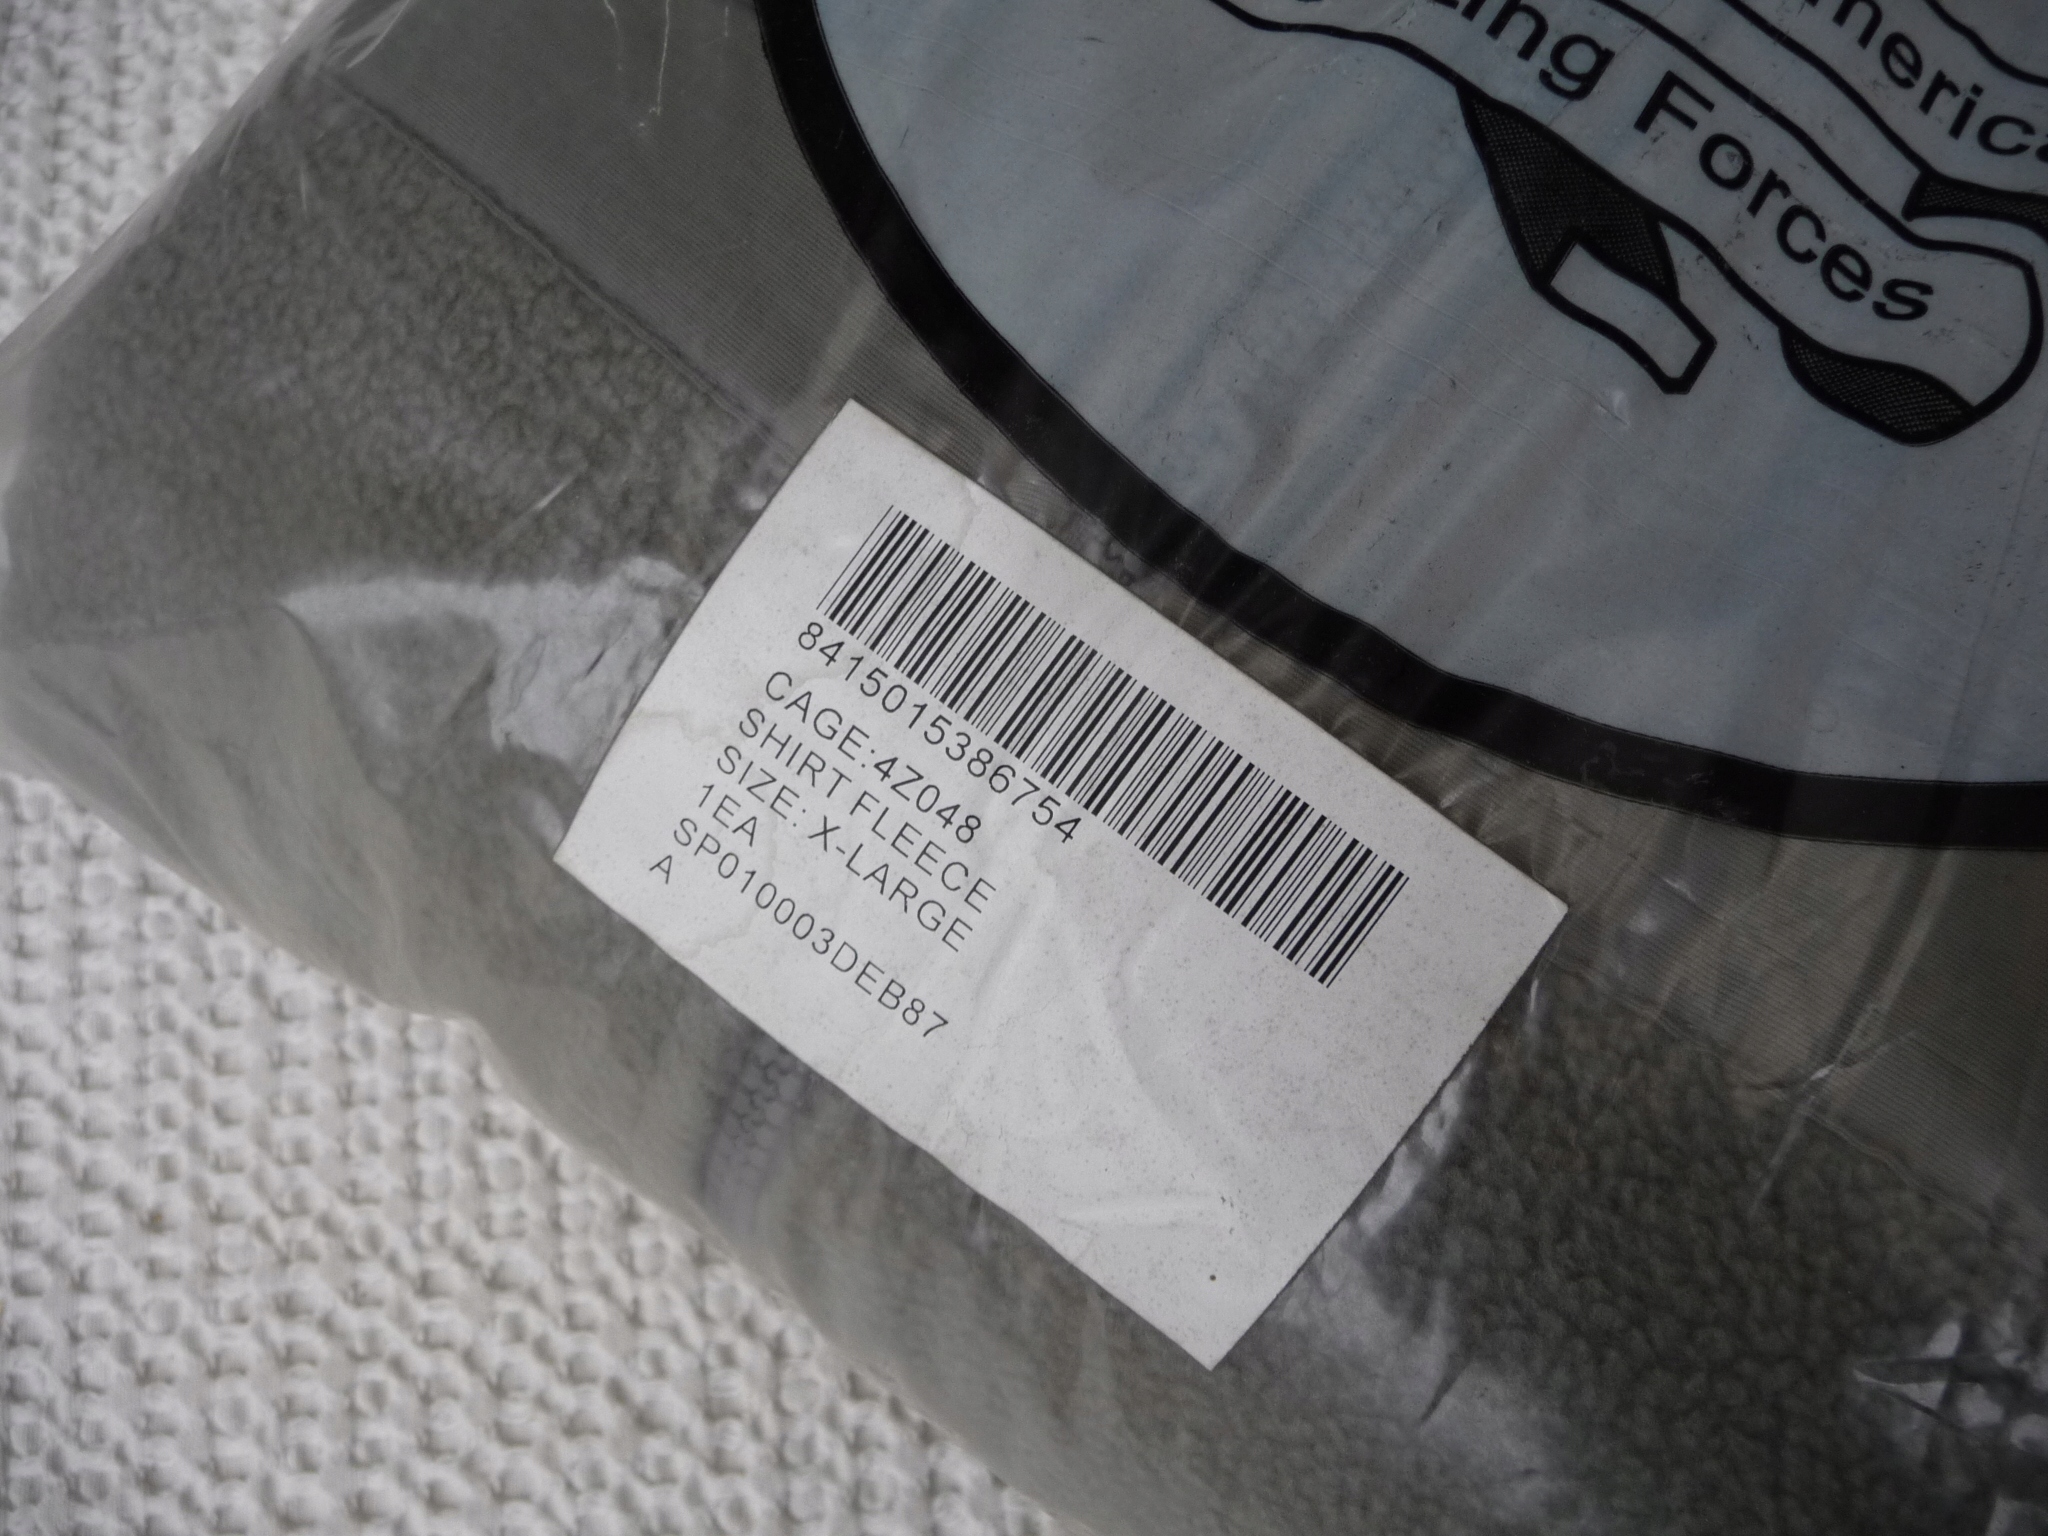 Forces
8415015386754
CAGE:4Z048
SHIRT FLEECE
SIZE: X-LARGE
1EA
SP010003DEB87
A